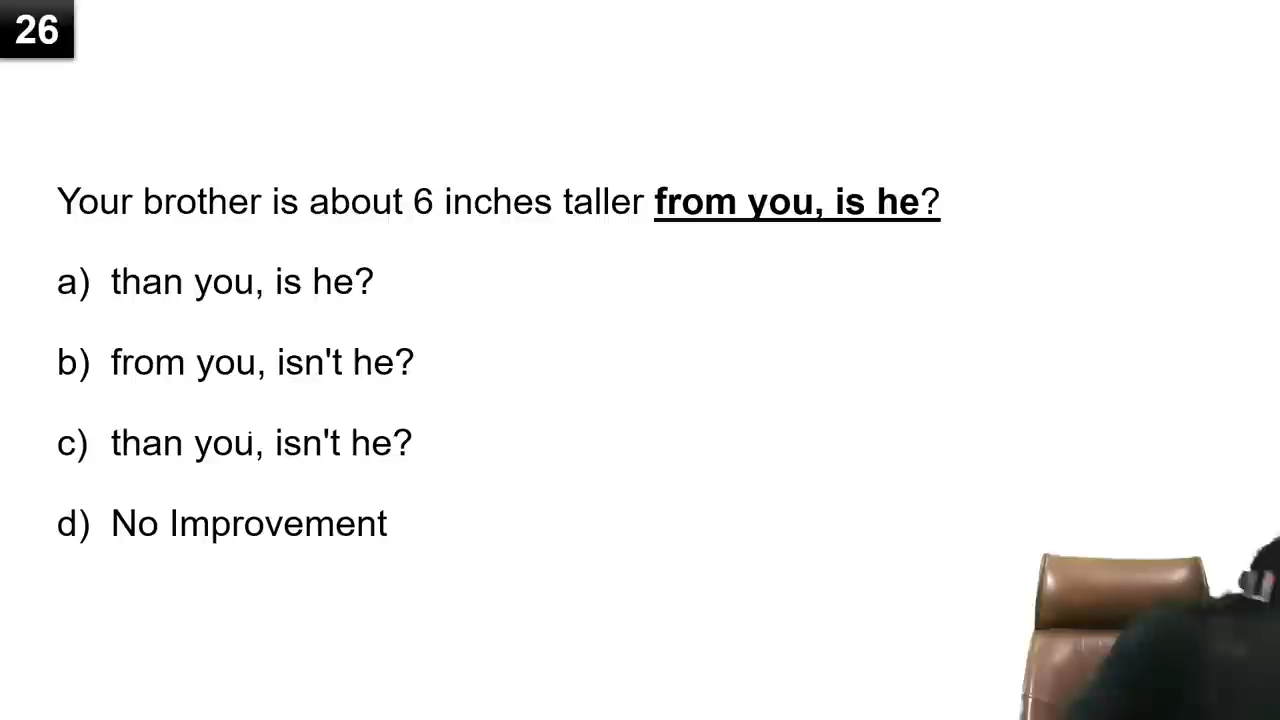 26
Your brother is about 6 inches taller from you, is he?
a) than you, is he?
b) from you, isn't he?
c) than you, isn't he?
d) No Improvement